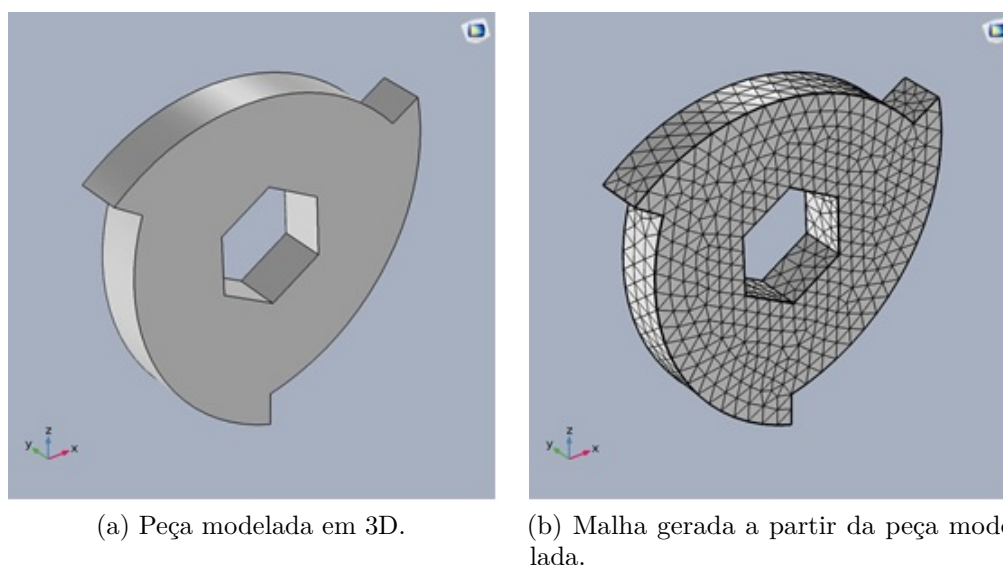 z
y
x
z
y
x
(a) Peça modelada em 3D.
(b) Malha gerada a partir da peça mode
lada.